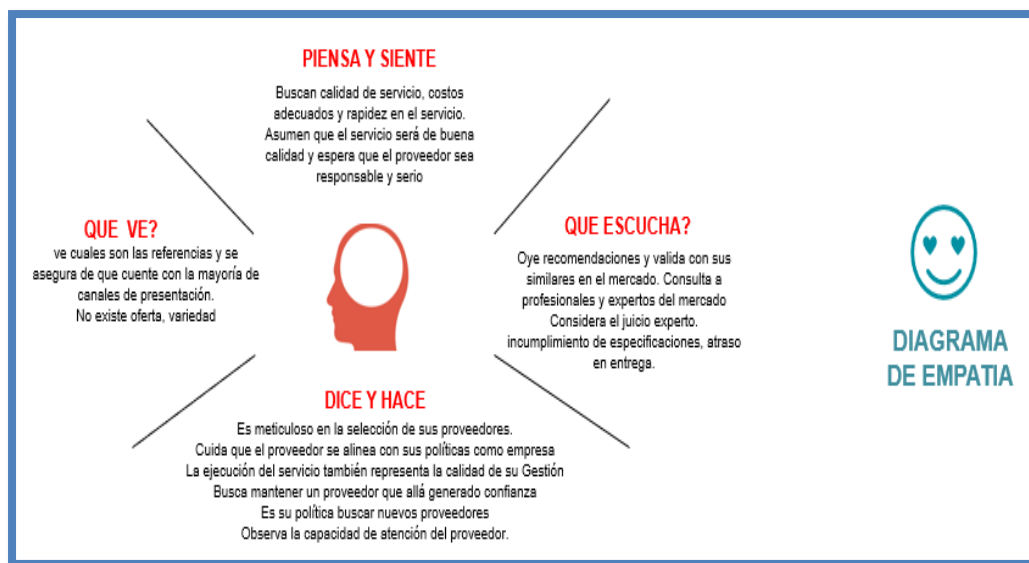 PIENSA Y SIENTE
Buscan calidad de servicio, costos
adecuados y rapidez en el servicio.
Asumen que el servicio será de buena
calidad y espera que el proveedor sea
responsable y serio
QUE VE?
ve cuales son las referencias y se
asegura de que cuente con la mayoría de
canales de presentación.
No existe oferta, variedad
QUE ESCUCHA?
Oye recomendaciones y valida con sus
similares en el mercado. Consulta a
profesionales y expertos del mercado
Considera el juicio experto.
incumplimiento de especificaciones, atraso
en entrega.
DICE Y HACE
Es meticuloso en la selección de sus proveedores.
Cuida que el proveedor se alinea con sus políticas como empresa
La ejecución del servicio también representa la calidad de su Gestión
Busca mantener un proveedor que allá generado confianza
Es su política buscar nuevos proveedores
Observa la capacidad de atención del proveedor.
DIAGRAMA
DE EMPATIA